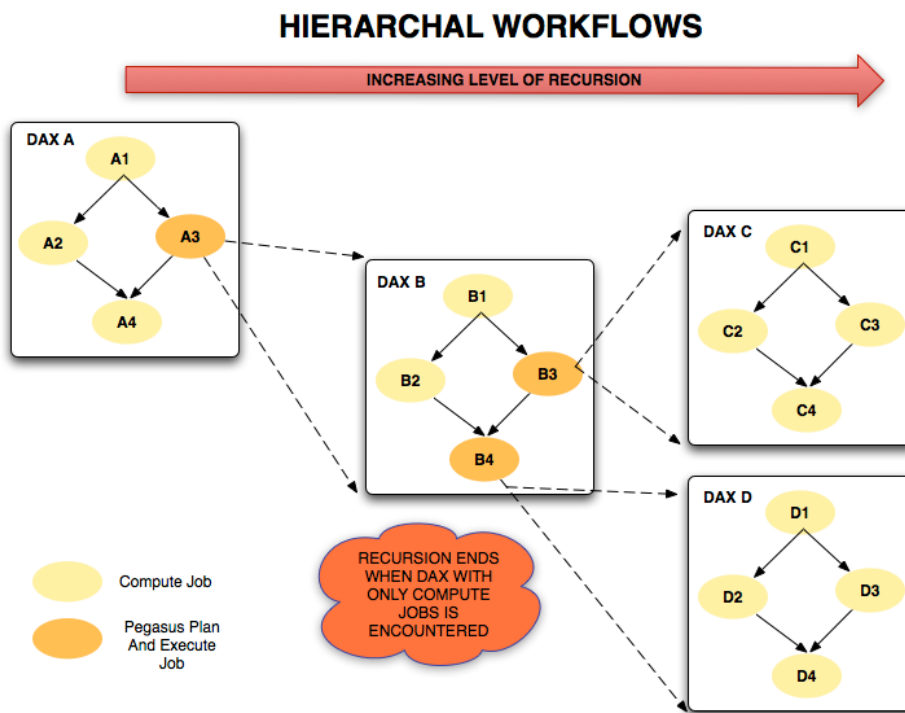 HIERARCHAL WORKFLOWS
INCREASING LEVEL OF RECURSION
DAX A
A1
A2
A3
A4
DAX B
B1
B2
B3
B4
DAX C
C1
C2
C3
C4
DAX D
D1
D2
D3
D4
RECURSION ENDS
WHEN DAX WITH
ONLY COMPUTE
JOBS IS
ENCOUNTERED
Compute Job
Pegasus Plan
And Execute
Job